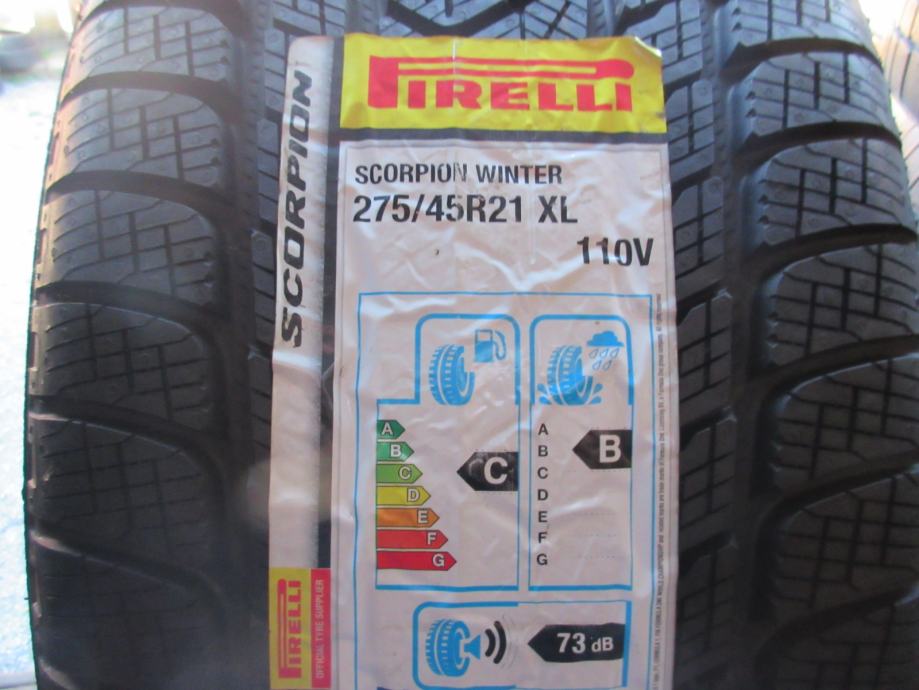 PIRELLI
SCORPION
SCORPION WINTER
275/45R21 XL
110V
A
B
C
D
E
F
G
C
A
B
C
D
E
F
G
B
73 dB
PIRELLI
OFFICIAL TYRE SUPPLIER